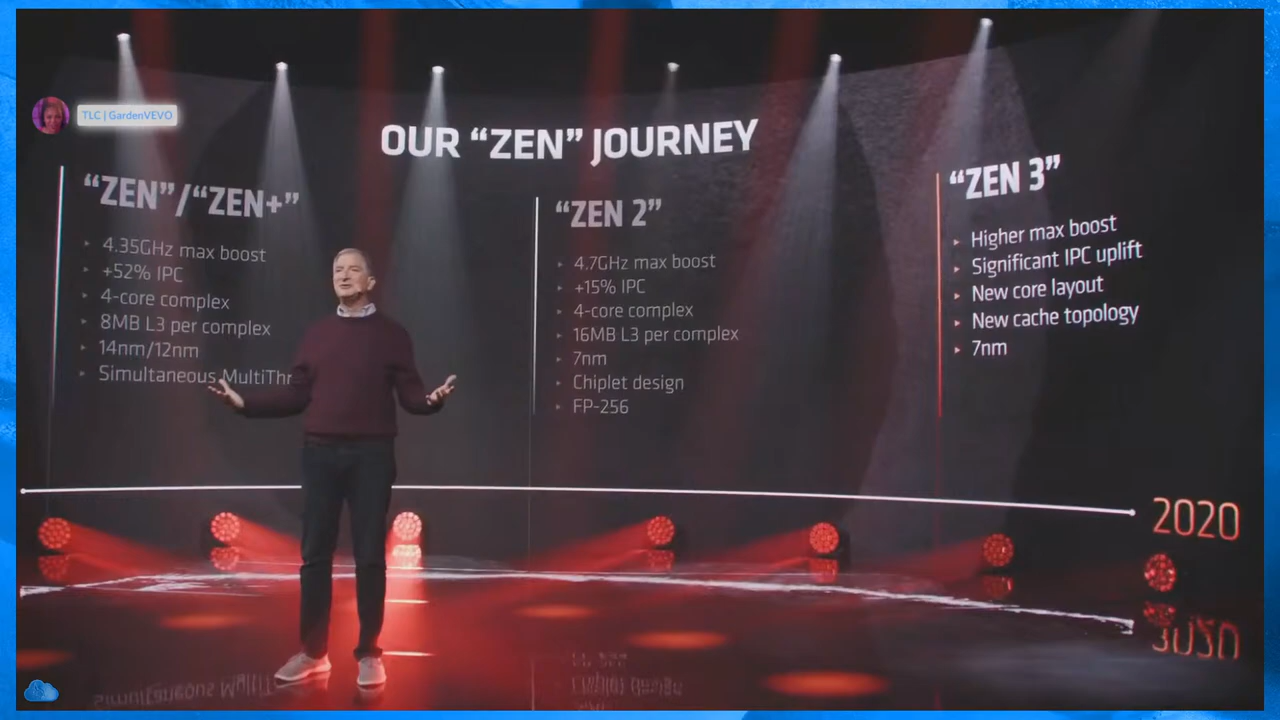 TLC | GardenVEVO
OUR “ZEN” JOURNEY
“ZEN”/“ZEN+”
4.35GHz max boost
+52% IPC
4-core complex
8MB L3 per complex
14nm/12nm
Simultaneous MultiThr
“ZEN 2”
4.7GHz max boost
+15% IPC
4-core complex
16MB L3 per complex
7nm
Chiplet design
FP-256
“ZEN 3”
Higher max boost
Significant IPC uplift
New core layout
New cache topology
7nm
2020